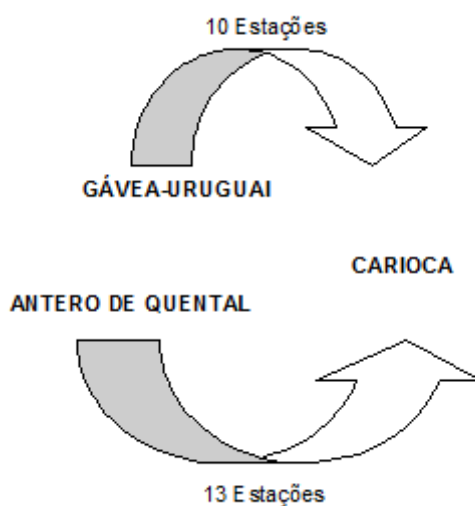 10 Estações
GÁVEA-URUGUAI
CARIOCA
ANTERO DE QUENTAL
13 Estações